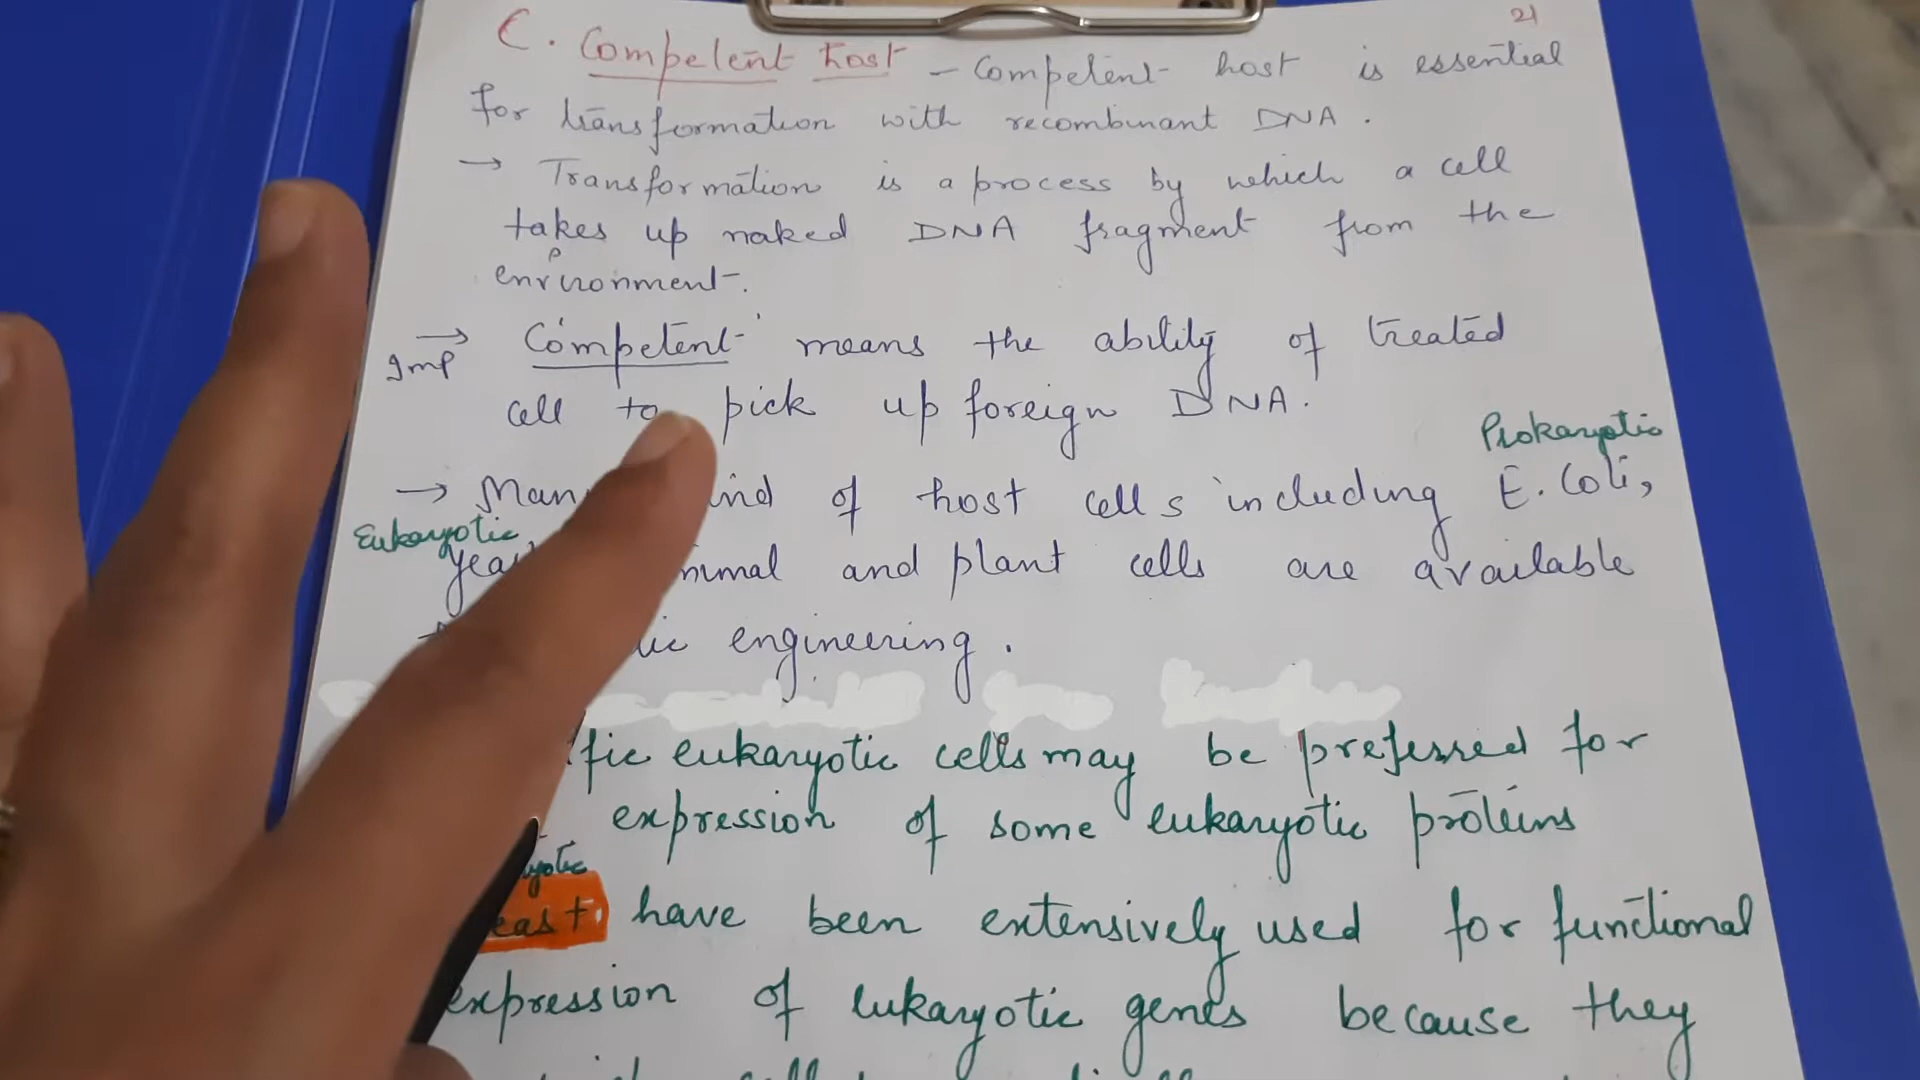 21
C. Competent host - Competent host is essential
for transformation with recombinant DNA.
→ Transformation is a process by which a cell
takes up naked DNA fragment from the
environment.
→ Imp 'Competent' means the ability of treated
cell to pick up foreign DNA.
Prokaryotic
→ of host cells including E. Coli,
Eukaryotic
and plant cells are available
engineering.
eukaryotic cells may be preferred for
expression of some eukaryotic proteins
have been extensively used for functional
expression of eukaryotic genes because they